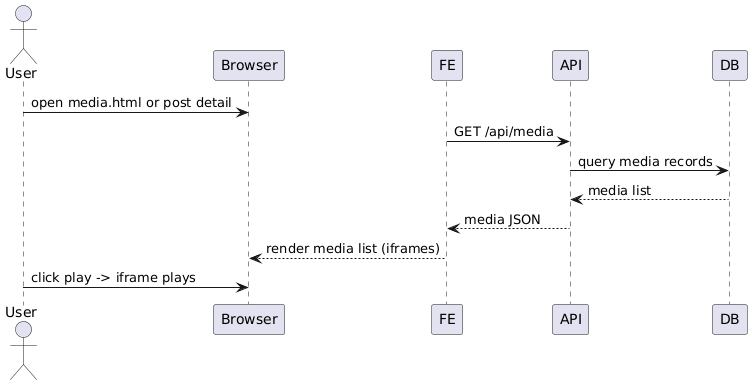 User
Browser
FE
API
DB
open media.html or post detail
GET /api/media
query media records
media list
media JSON
render media list (iframes)
click play -> iframe plays
User
Browser
FE
API
DB